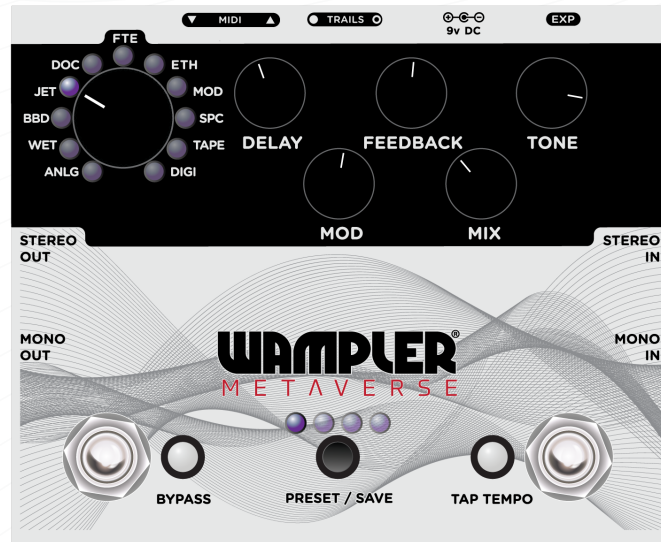 MIDI
TRAILS
9v DC
EXP
FTE
DOC
ETH
JET
MOD
BBD
SPC
WET
TAPE
ANLG
DIGI
DELAY
FEEDBACK
TONE
MOD
MIX
STEREO
OUT
STEREO
IN
MONO
OUT
MONO
IN
WAMPLER®
METAVERSE
BYPASS
PRESET / SAVE
TAP TEMPO